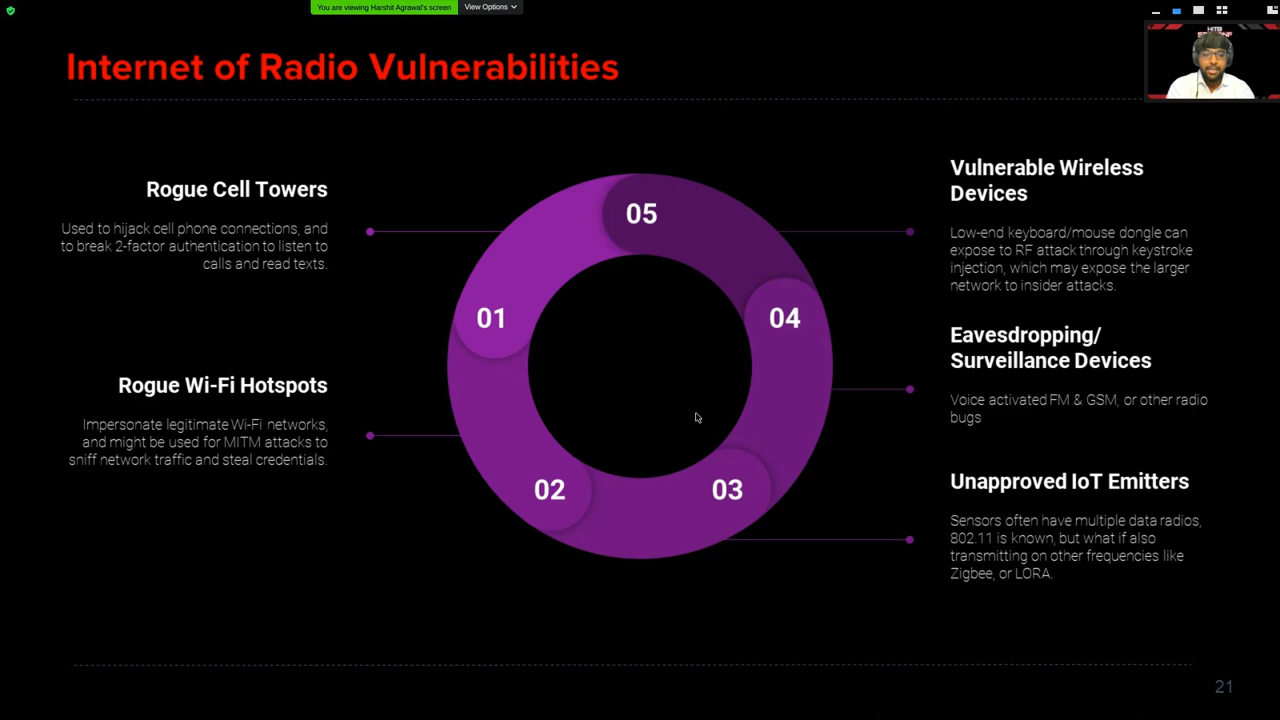 You are viewing Harshit Agrawal's screen
View Options
Internet of Radio Vulnerabilities
Rogue Cell Towers
Used to hijack cell phone connections, and
to break 2-factor authentication to listen to
calls and read texts.
Rogue Wi-Fi Hotspots
Impersonate legitimate Wi-Fi networks,
and might be used for MITM attacks to
sniff network traffic and steal credentials.
05
01
04
02
03
Vulnerable Wireless
Devices
Low-end keyboard/mouse dongle can
expose to RF attack through keystroke
injection, which may expose the larger
network to insider attacks.
Eavesdropping/
Surveillance Devices
Voice activated FM & GSM, or other radio
bugs
Unapproved IoT Emitters
Sensors often have multiple data radios,
802.11 is known, but what if also
transmitting on other frequencies like
Zigbee, or LORA.
21
HITB